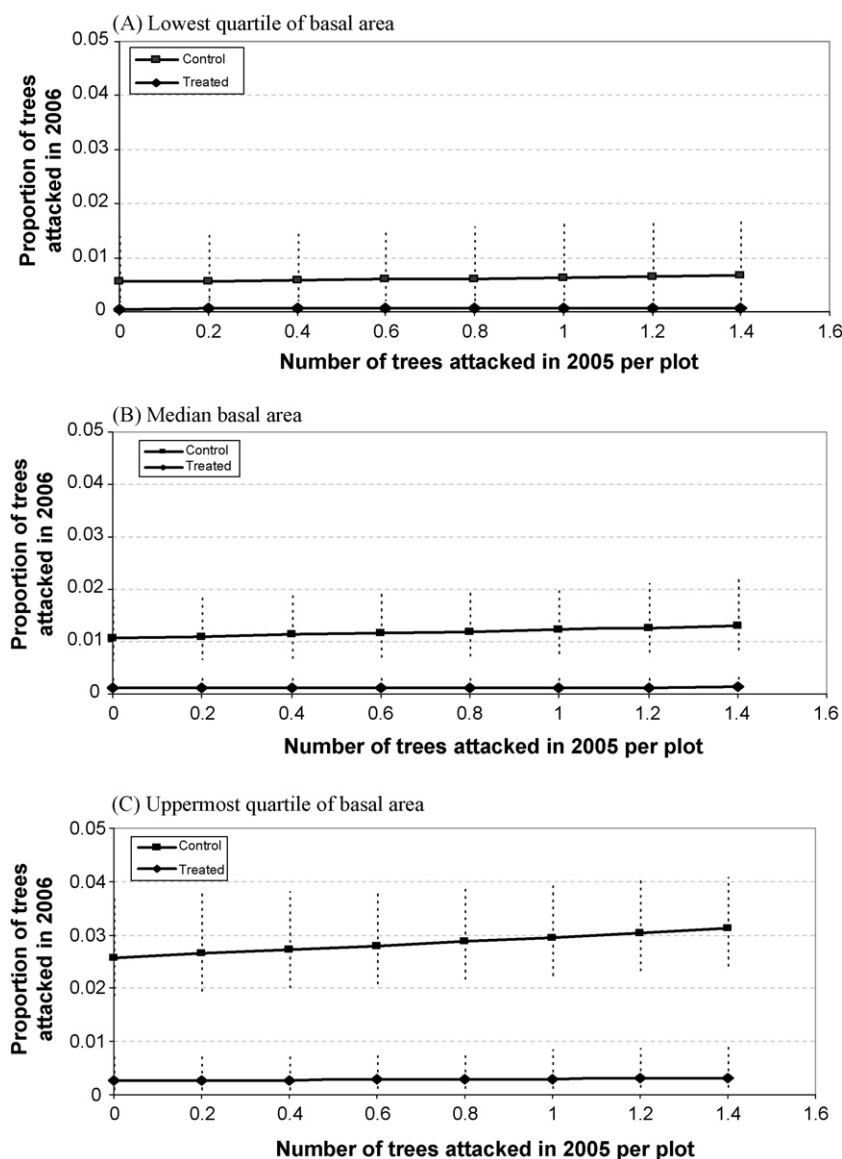 (A) Lowest quartile of basal area
0.05
0.04
0.03
0.02
0.01
0
Control
Treated
Proportion of trees
attacked in 2006
0 0.2 0.4 0.6 0.8 1 1.2 1.4 1.6
Number of trees attacked in 2005 per plot
(B) Median basal area
0.05
0.04
0.03
0.02
0.01
0
Control
Treated
Proportion of trees
attacked in 2006
0 0.2 0.4 0.6 0.8 1 1.2 1.4 1.6
Number of trees attacked in 2005 per plot
(C) Uppermost quartile of basal area
0.05
0.04
0.03
0.02
0.01
0
Control
Treated
Proportion of trees
attacked in 2006
0 0.2 0.4 0.6 0.8 1 1.2 1.4 1.6
Number of trees attacked in 2005 per plot